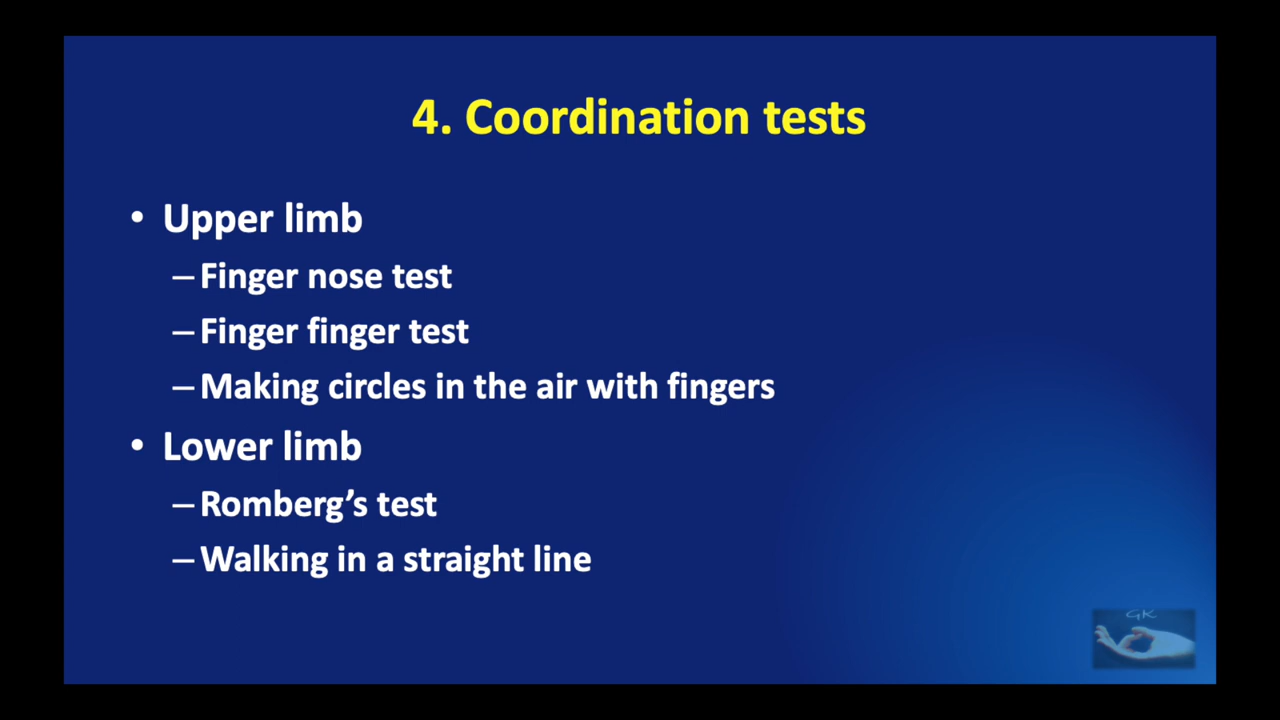 4. Coordination tests
• Upper limb
– Finger nose test
– Finger finger test
– Making circles in the air with fingers
• Lower limb
– Romberg’s test
– Walking in a straight line
GK